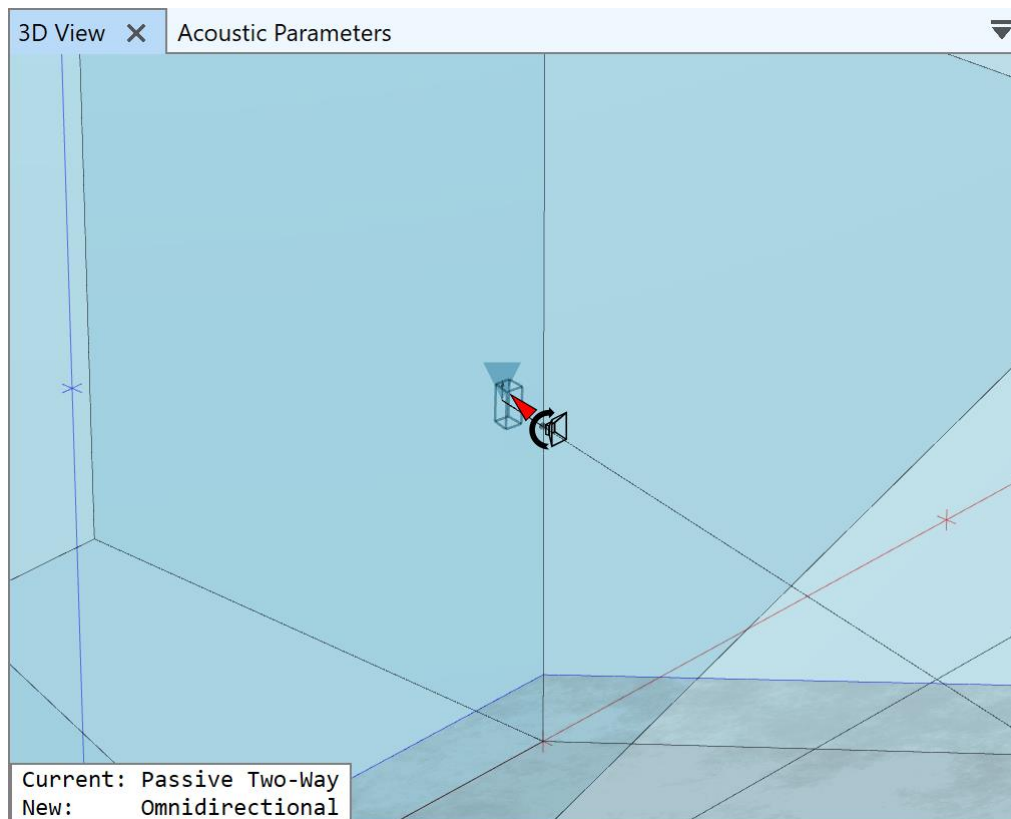 3D View Acoustic Parameters
Current: Passive Two-Way
New: Omnidirectional